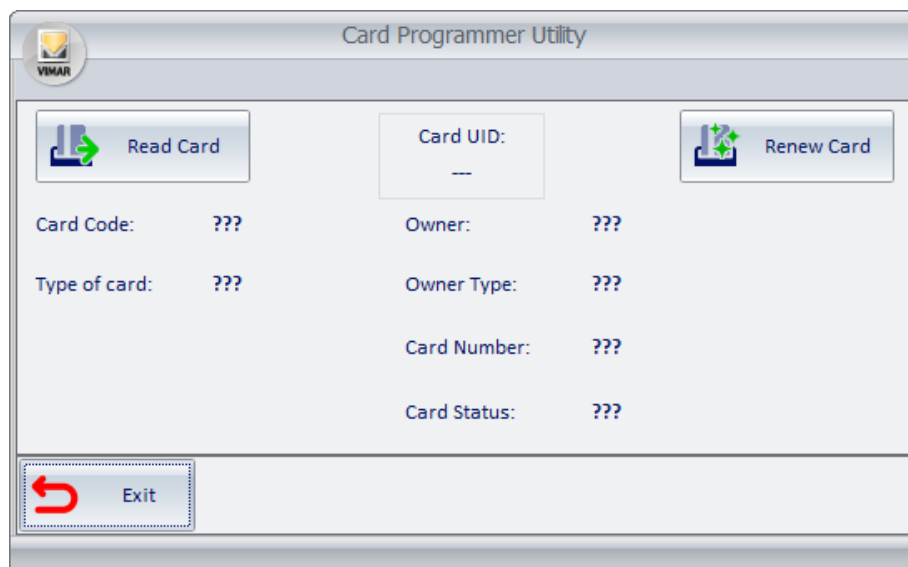 Card Programmer Utility
VIMAR
Read Card
Card UID:
---
Renew Card
Card Code: ???
Owner: ???
Type of card: ???
Owner Type: ???
Card Number: ???
Card Status: ???
Exit